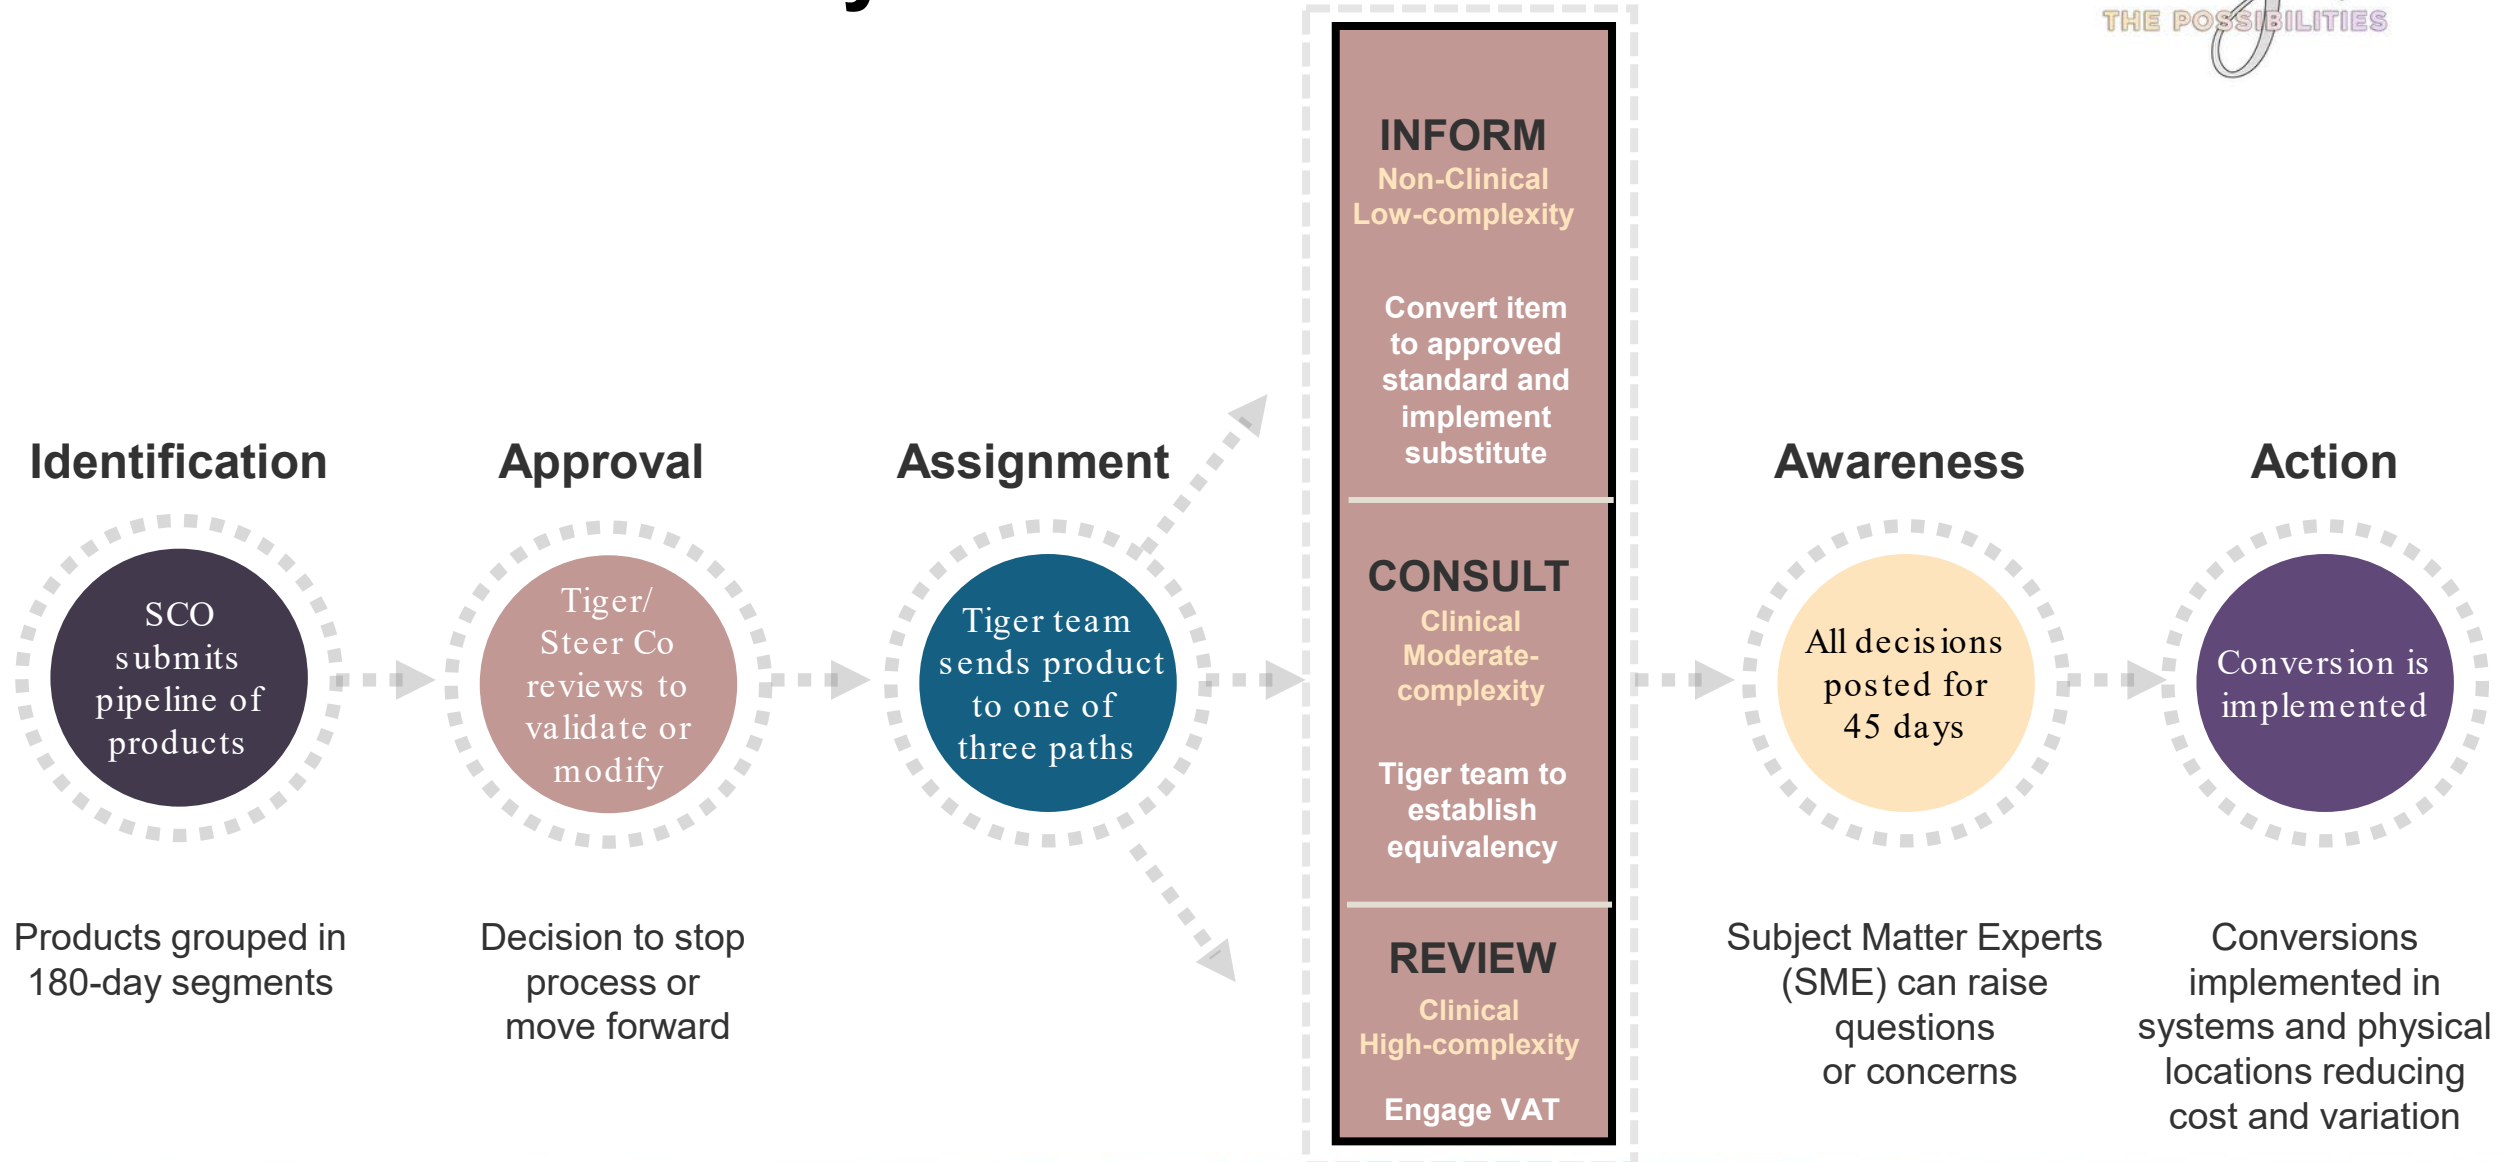 THE POSSIBILITIES
Identification
SCO
submits
pipeline of
products
Products grouped in
180-day segments
Approval
Tiger/
Steer Co
reviews to
validate or
modify
Decision to stop
process or
move forward
Assignment
Tiger team
sends product
to one of
three paths
INFORM
Non-Clinical
Low-complexity
Convert item
to approved
standard and
implement
substitute
CONSULT
Clinical
Moderate-
complexity
Tiger team to
establish
equivalency
REVIEW
Clinical
High-complexity
Engage VAT
Awareness
All decisions
posted for
45 days
Subject Matter Experts
(SME) can raise
questions
or concerns
Action
Conversion is
implemented
Conversions
implemented in
systems and physical
locations reducing
cost and variation